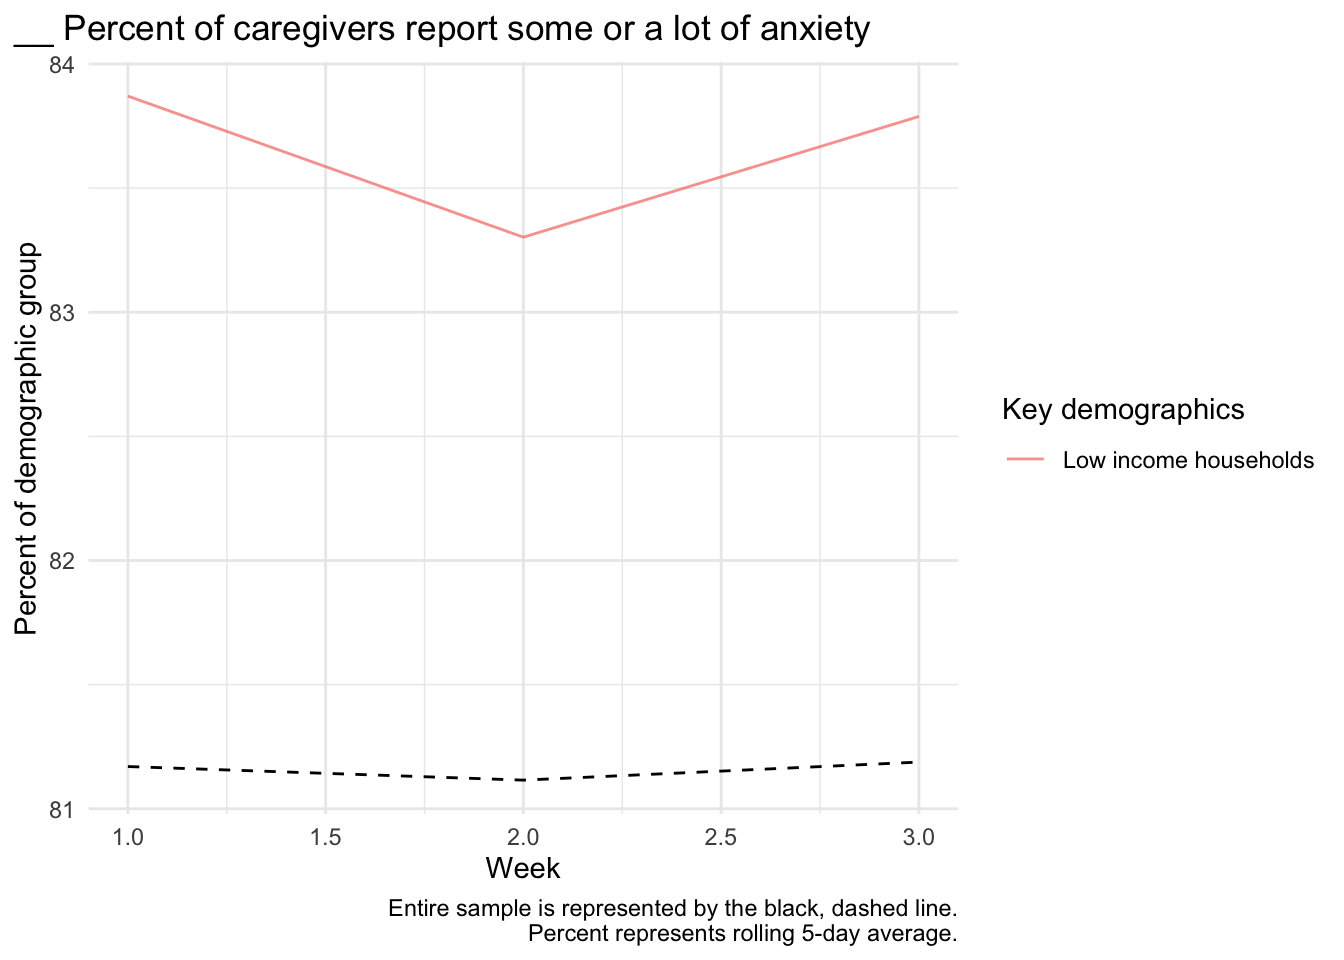 __ Percent of caregivers report some or a lot of anxiety
84
83
82
81
Percent of demographic group
1.0 1.5 2.0 2.5 3.0
Week
Key demographics
Low income households
Entire sample is represented by the black, dashed line.
Percent represents rolling 5-day average.